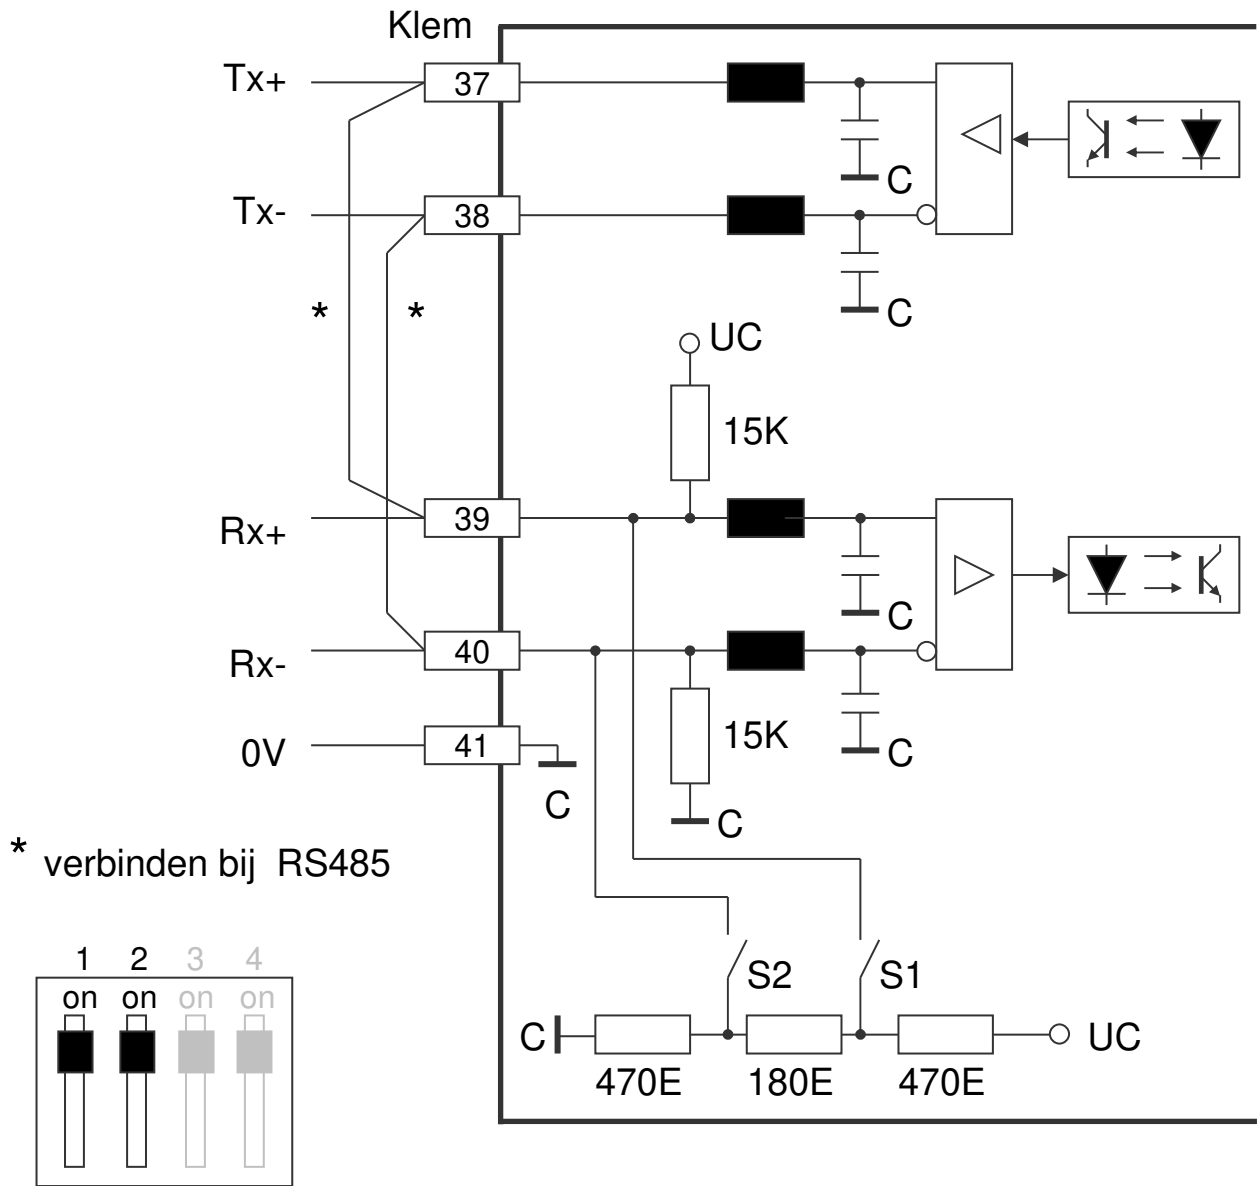 Klem
Tx+
37
C
Tx-
38
C
* *
UC
15K
Rx+
39
C
Rx-
40
15K
C
0V
41
C
C
* verbinden bij RS485
1 2 3 4
on on on on
S2 S1
C
UC
470E 180E 470E